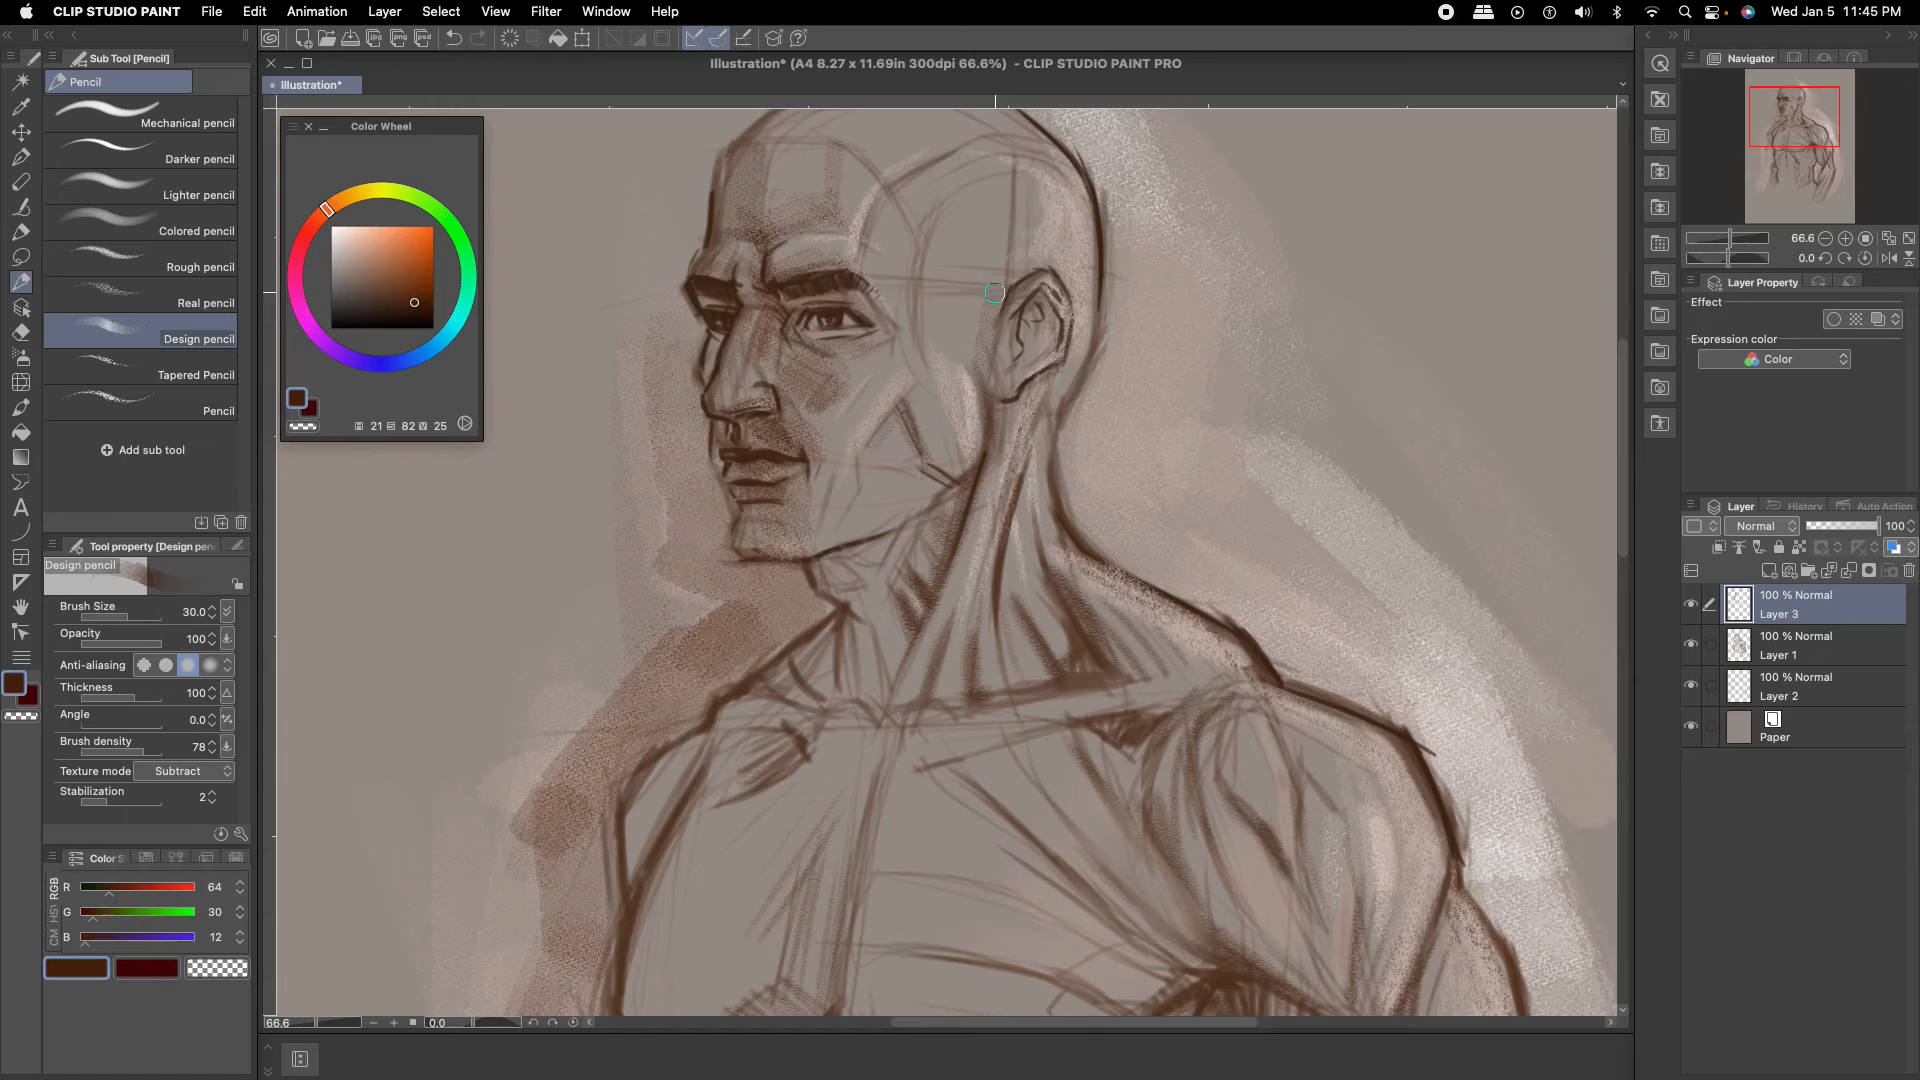 CLIP STUDIO PAINT File Edit Animation Layer Select View Filter Window Help Wed Jan 5 11:45 PM
Sub Tool [Pencil]
Pencil
Mechanical pencil
Darker pencil
Lighter pencil
Colored pencil
Rough pencil
Real pencil
Design pencil
Tapered Pencil
Pencil
Add sub tool
Tool property [Design pen
Design pencil
Brush Size 30.0
Opacity 100
Anti-aliasing
Thickness 100
Angle 0.0
Brush density 78
Texture mode Subtract
Stabilization 2
Color S
RGB
HS
CM
R 64
G 30
B 12
Illustration* (A4 8.27 x 11.69in 300dpi 66.6%) - CLIP STUDIO PAINT PRO
Illustration*
Color Wheel
H 21 S 82 V 25
66.6 0.0
Navigator
66.6
0.0
Layer Property
Effect
Expression color
Color
Layer History Auto Action
Normal 100
100 % Normal
Layer 3
100 % Normal
Layer 1
100 % Normal
Layer 2
Paper
A